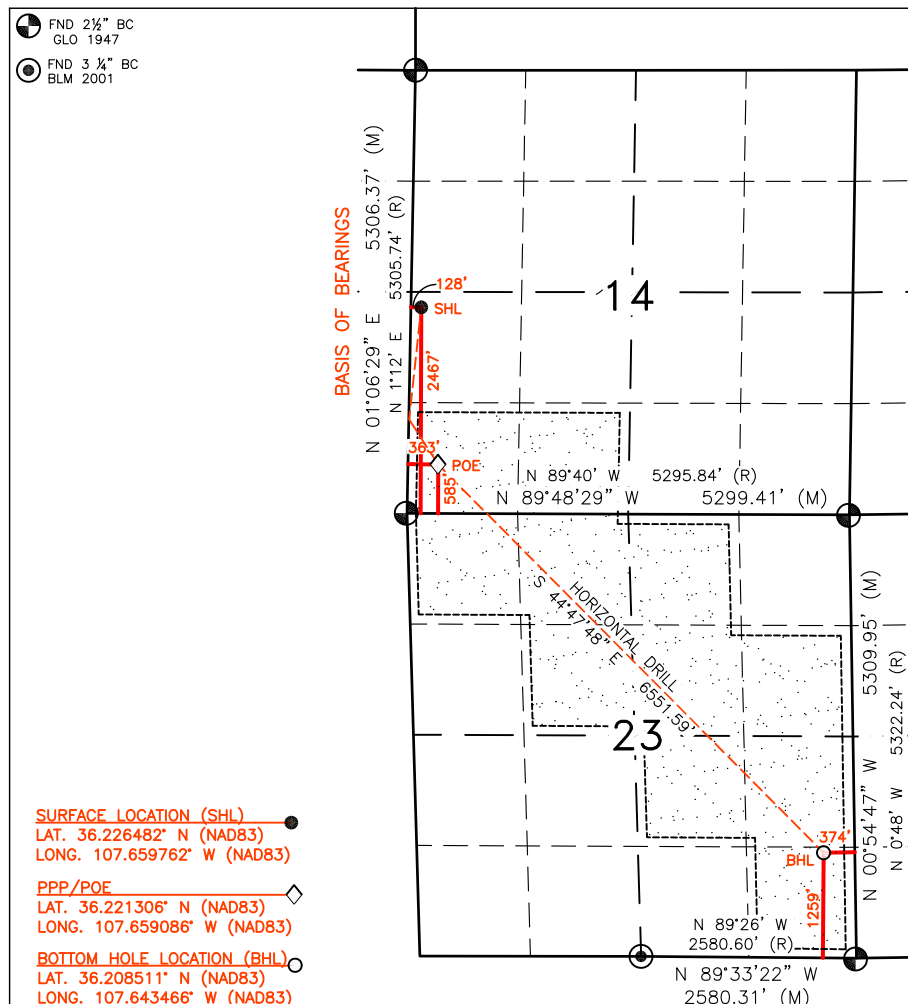 FND 2½" BC
GLO 1947
FND 3 ¼" BC
BLM 2001
BASIS OF BEARINGS
N 01°06'29" E 5306.37' (M)
N 1°12' E 5305.74' (R)
128'
SHL
14
2467'
363'
POE
585'
N 89°40' W 5295.84' (R)
N 89°48'29" W 5299.41' (M)
HORIZONTAL DRILL
S 44°47'48" E 6551.59'
N 00°54'47" W 5309.95' (M)
N 0°48' W 5322.24' (R)
23
374'
BHL
1259'
N 89°26' W
2580.60' (R)
N 89°33'22" W
2580.31' (M)
SURFACE LOCATION (SHL)
LAT. 36.226482° N (NAD83)
LONG. 107.659762° W (NAD83)
PPP/POE
LAT. 36.221306° N (NAD83)
LONG. 107.659086° W (NAD83)
BOTTOM HOLE LOCATION (BHL)
LAT. 36.208511° N (NAD83)
LONG. 107.643466° W (NAD83)